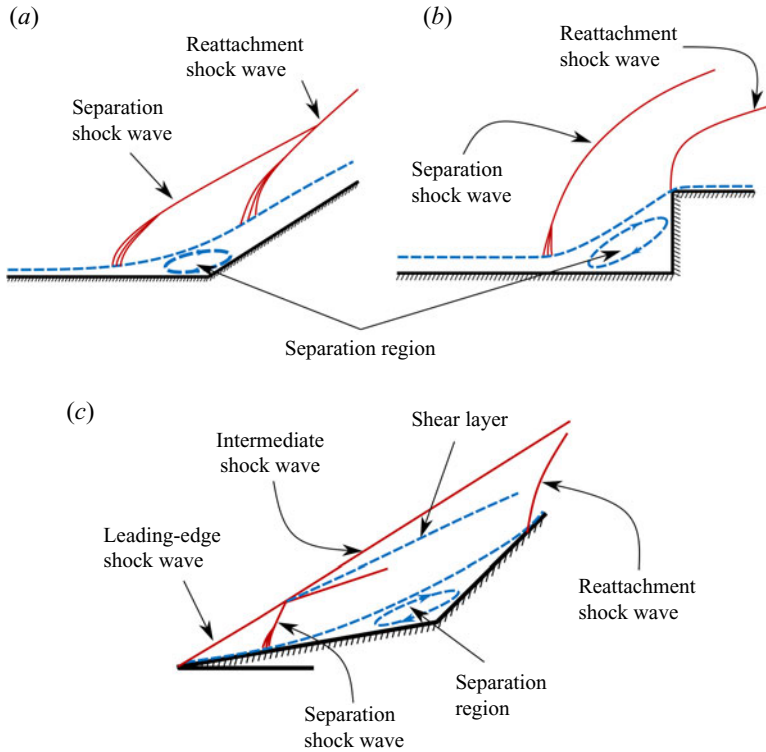 (a)
Reattachment
shock wave
Separation
shock wave
(b)
Reattachment
shock wave
Separation
shock wave
Separation region
(c)
Shear layer
Intermediate
shock wave
Leading-edge
shock wave
Reattachment
shock wave
Separation
region
Separation
shock wave